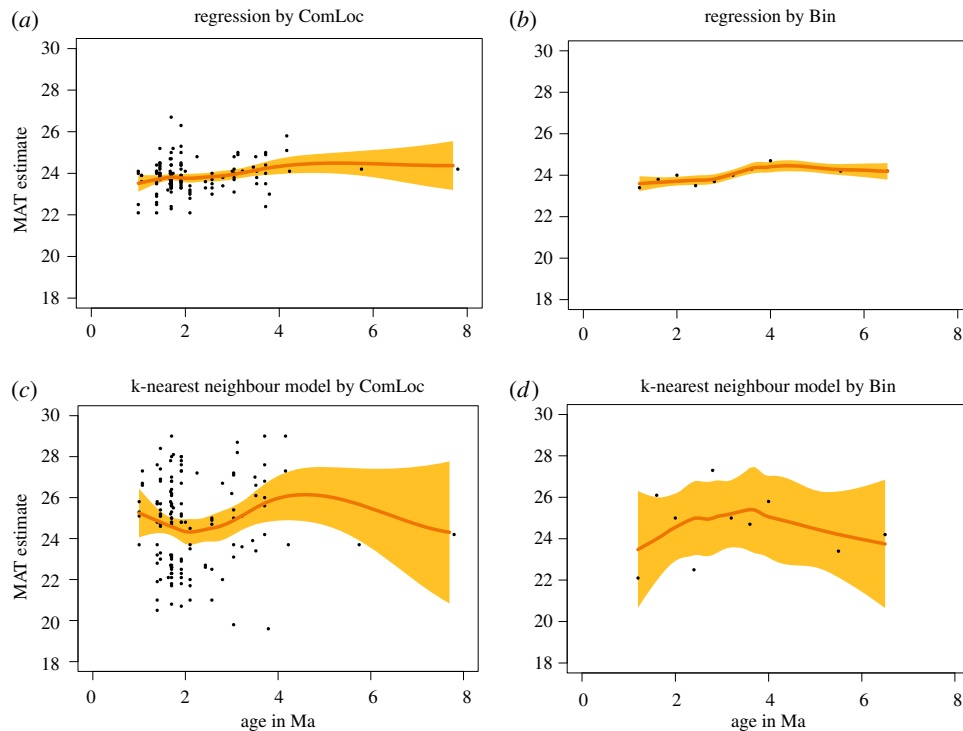 (a) regression by ComLoc
(b) regression by Bin
MAT estimate
30
28
26
24
22
20
18
0 2 4 6 8
30
28
26
24
22
20
18
0 2 4 6 8
(c) k-nearest neighbour model by ComLoc
(d) k-nearest neighbour model by Bin
MAT estimate
30
28
26
24
22
20
18
0 2 4 6 8
age in Ma
30
28
26
24
22
20
18
0 2 4 6 8
age in Ma